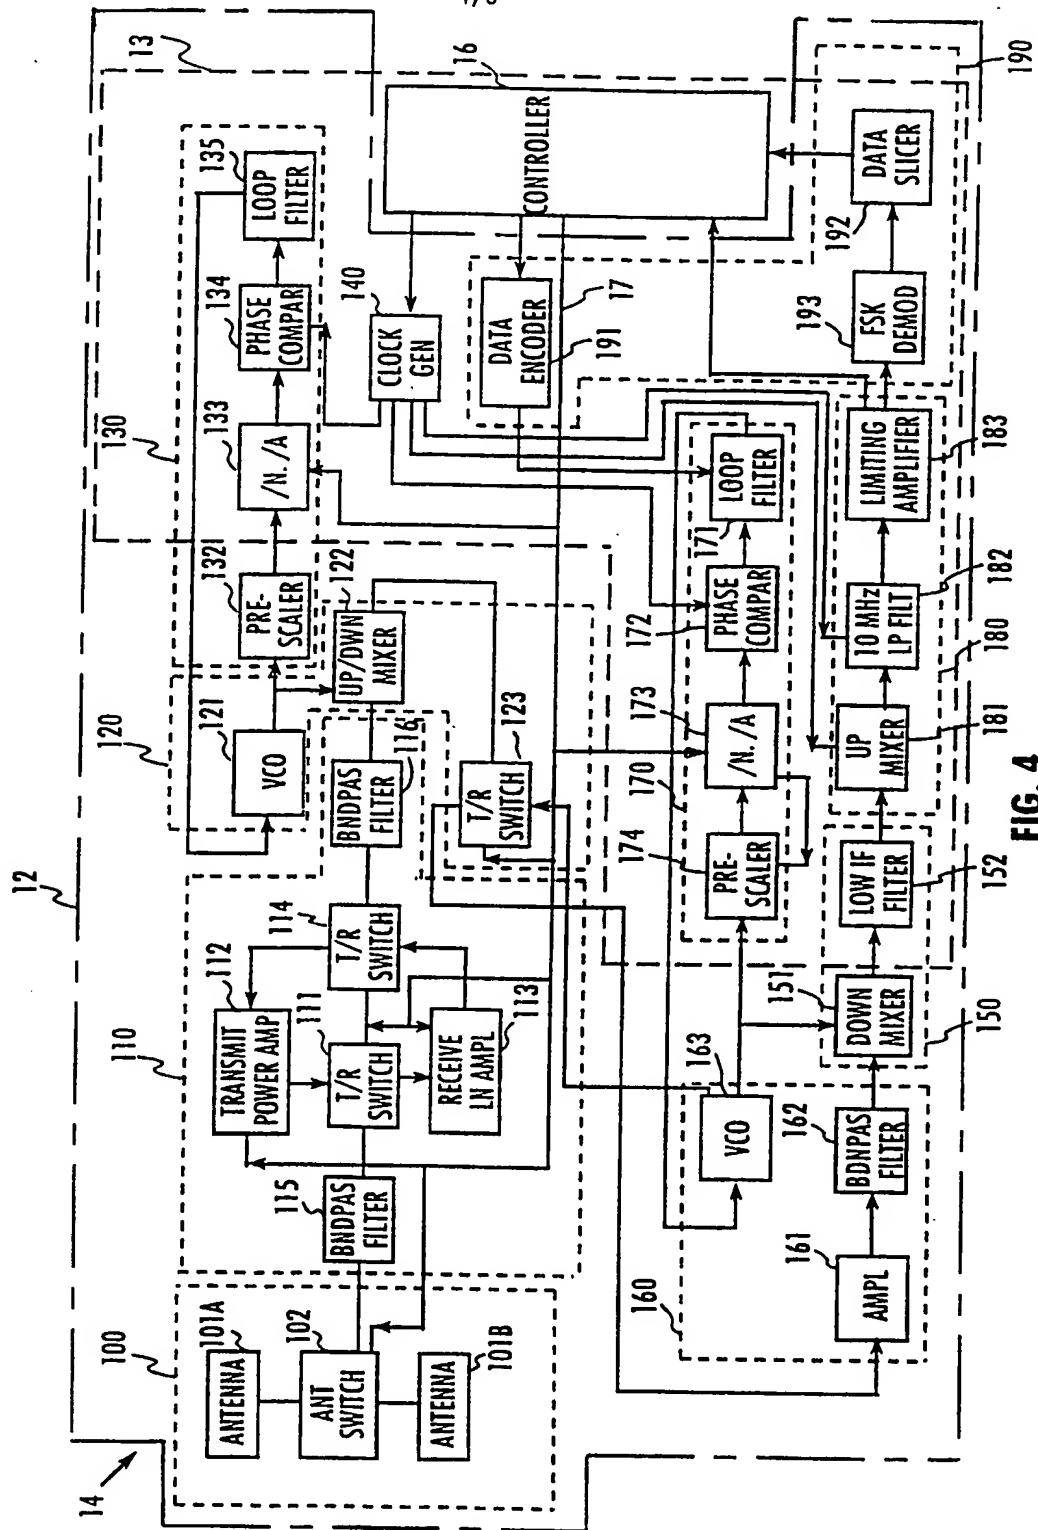 12
14
100
101A
ANTENNA
102
ANT
SWITCH
101B
ANTENNA
110
115
BNDPAS
FILTER
112
TRANSMIT
POWER AMP
111
T/R
SWITCH
113
RECEIVE
LN AMPL
114
T/R
SWITCH
116
BNDPAS
FILTER
120
121
VCO
122
UP/DWN
MIXER
123
T/R
SWITCH
130
132
PRE-
SCALER
133
/N. /A
134
PHASE
COMPAR
135
LOOP
FILTER
13
140
CLOCK
GEN
16
CONTROLLER
17
DATA
ENCODER
191
160
161
AMPL
162
BDNPAS
FILTER
163
VCO
150
151
DOWN
MIXER
152
LOW IF
FILTER
170
174
PRE-
SCALER
173
/N. /A
172
PHASE
COMPAR
171
LOOP
FILTER
180
181
UP
MIXER
182
10 MHz
LP FILT
183
LIMITING
AMPLIFIER
190
193
FSK
DEMOD
192
DATA
SLICER
FIG. 4